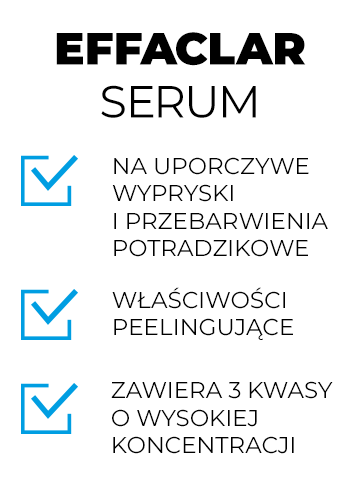 EFFACLAR
SERUM
NA UPORCZYWE
WYPRYSKI
I PRZEBARWIENIA
POTRADZIKOWE
WŁAŚCIWOŚCI
PEELINGUJĄCE
ZAWIERA 3 KWASY
O WYSOKIEJ
KONCENTRACJI